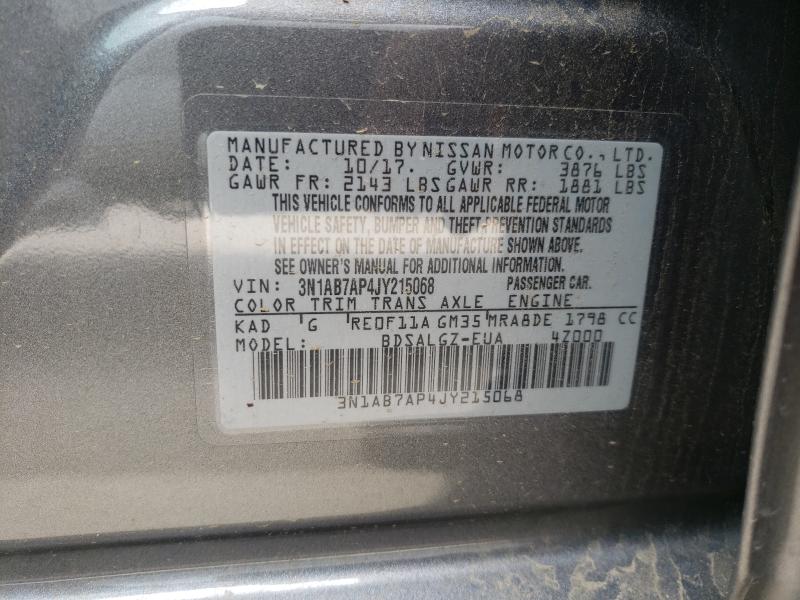 MANUFACTURED BY NISSAN MOTOR CO., LTD.
DATE: 10/17. GVWR: 3876 LBS
GAWR FR: 2143 LBS GAWR RR: 1881 LBS
THIS VEHICLE CONFORMS TO ALL APPLICABLE FEDERAL MOTOR
VEHICLE SAFETY, BUMPER AND THEFT PREVENTION STANDARDS
IN EFFECT ON THE DATE OF MANUFACTURE SHOWN ABOVE.
SEE OWNER'S MANUAL FOR ADDITIONAL INFORMATION.
VIN: 3N1AB7AP4JY215068 PASSENGER CAR.
COLOR TRIM TRANS AXLE ENGINE
KAD G RE0F11A GM35 MRA8DE 1798 CC
MODEL: BDSALGZ-EUA 4Z000
3N1AB7AP4JY215068